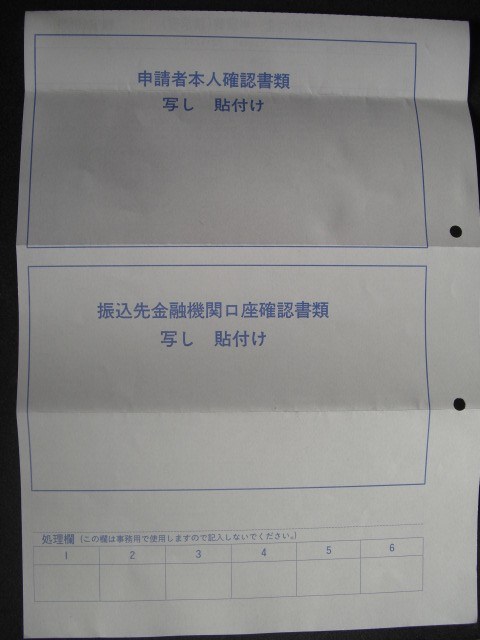 申請者本人確認書類
写し 貼付け
振込先金融機関口座確認書類
写し 貼付け
処理欄 (この欄は事務用で使用しますので記入しないでください。)
1 2 3 4 5 6